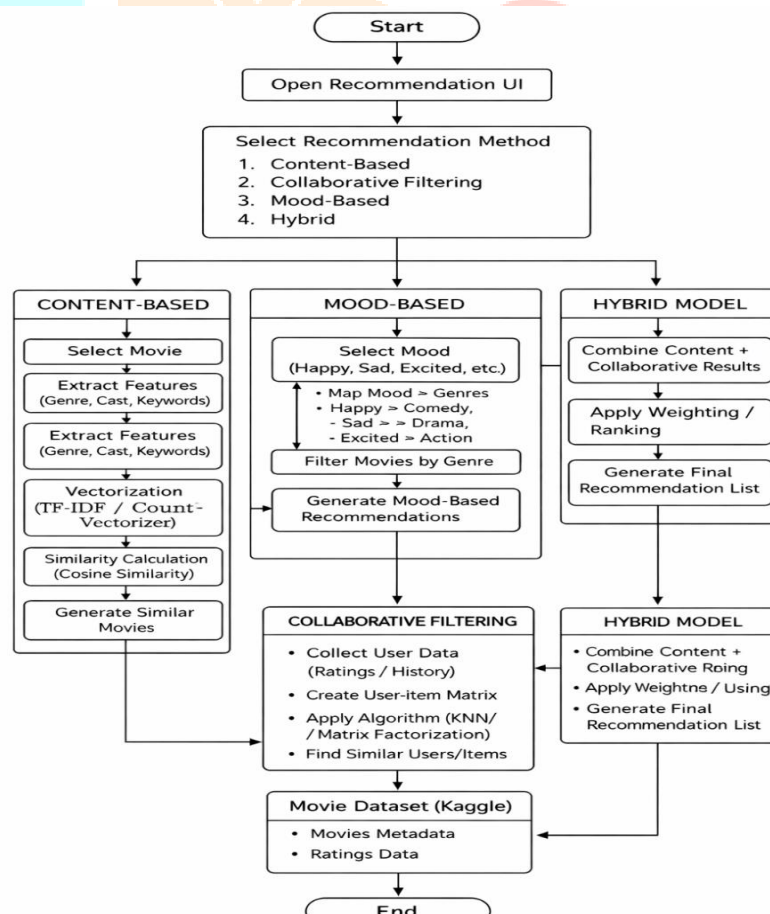 Start
Open Recommendation UI
Select Recommendation Method
1. Content-Based
2. Collaborative Filtering
3. Mood-Based
4. Hybrid
CONTENT-BASED
Select Movie
Extract Features
(Genre, Cast, Keywords)
Extract Features
(Genre, Cast, Keywords)
Vectorization
(TF-IDF / Count-
Vectorizer)
Similarity Calculation
(Cosine Similarity)
Generate Similar
Movies
MOOD-BASED
Select Mood
(Happy, Sad, Excited, etc.)
• Map Mood > Genres
• Happy > Comedy,
- Sad > > Drama,
- Excited > Action
Filter Movies by Genre
Generate Mood-Based
Recommendations
HYBRID MODEL
Combine Content +
Collaborative Results
Apply Weighting /
Ranking
Generate Final
Recommendation List
COLLABORATIVE FILTERING
• Collect User Data
(Ratings / History)
• Create User-item Matrix
• Apply Algorithm (KNN/
/ Matrix Factorization)
• Find Similar Users/Items
HYBRID MODEL
• Combine Content +
Collaborative Rping
• Apply Weightns / Using
• Generate Final
Recommendation List
Movie Dataset (Kaggle)
• Movies Metadata
• Ratings Data
End